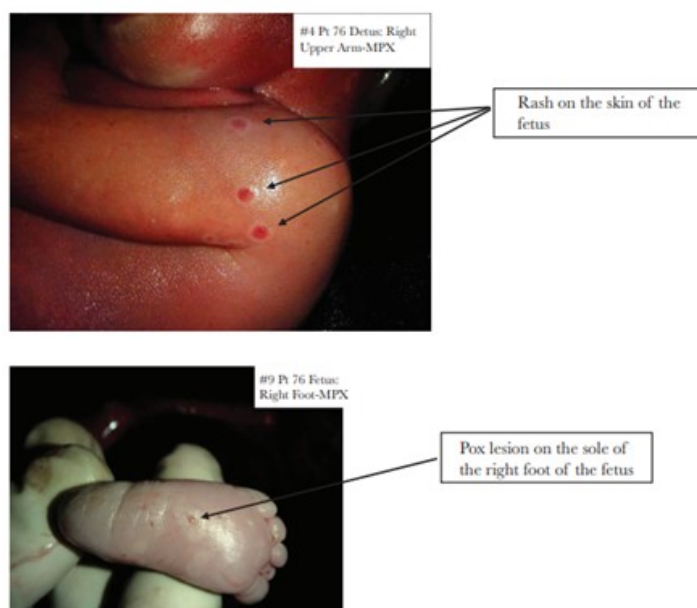 #4 Pt 76 Detus: Right
Upper Arm-MPX
Rash on the skin of the
fetus
#9 Pt 76 Fetus:
Right Foot-MPX
Pox lesion on the sole of
the right foot of the fetus